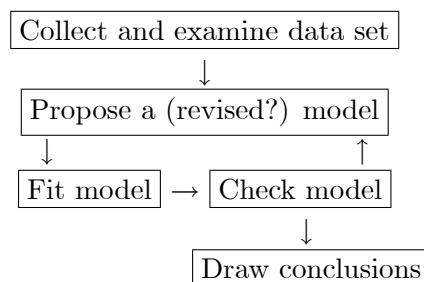 Collect and examine data set
↓
Propose a (revised?) model
↓ ↑
Fit model → Check model
↓
Draw conclusions